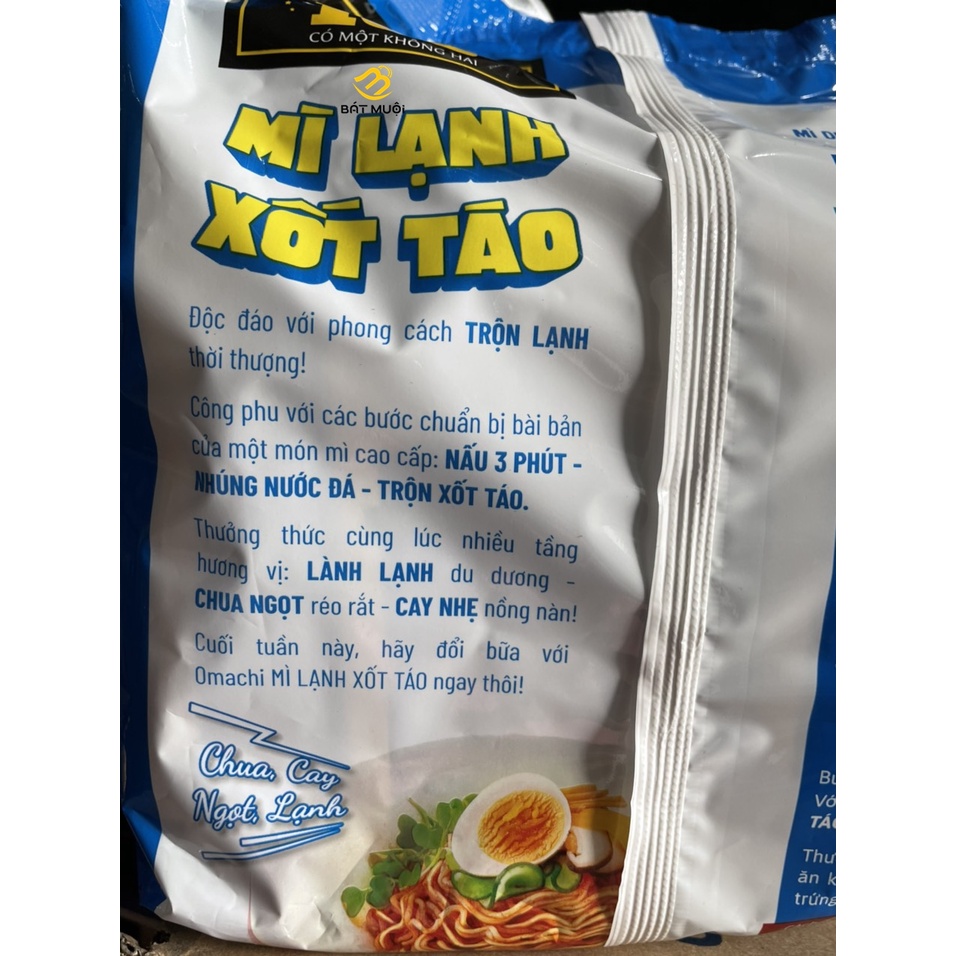 CÓ MỘT KHÔNG HAI
BÁT MUỘI
MÌ LẠNH
XỐT TÁO
Độc đáo với phong cách TRỘN LẠNH
thời thượng!
Công phu với các bước chuẩn bị bài bản
của một món mì cao cấp: NẤU 3 PHÚT -
NHÚNG NƯỚC ĐÁ - TRỘN XỐT TÁO.
Thưởng thức cùng lúc nhiều tầng
hương vị: LÀNH LẠNH du dương -
CHUA NGỌT réo rắt - CAY NHẸ nồng nàn!
Cuối tuần này, hãy đổi bữa với
Omachi MÌ LẠNH XỐT TÁO ngay thôi!
Chua, Cay
Ngọt, Lạnh
MÌ
ăn
trứng